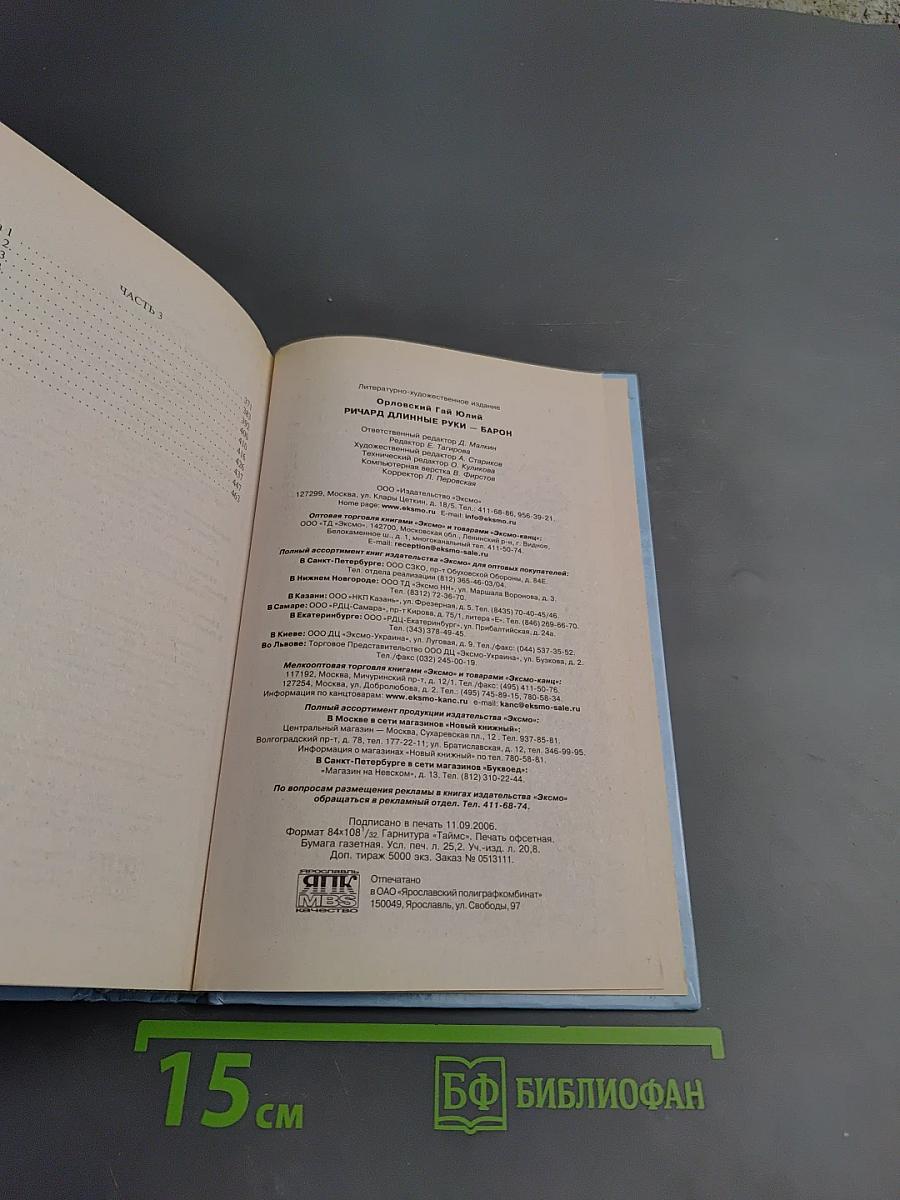 1
2.
3.
ЧАСТЬ 3
371
381
393
400
408
416
426
437
447
461
Литературно-художественное издание
Орловский Гай Юлий
РИЧАРД ДЛИННЫЕ РУКИ — БАРОН
Ответственный редактор Д. Малкин
Редактор Е. Тагирова
Художественный редактор А. Стариков
Технический редактор О. Куликова
Компьютерная верстка В. Фирстов
Корректор Л. Перовская
ООО «Издательство «Эксмо»
127299, Москва, ул. Клары Цеткин, д. 18/5. Тел.: 411-68-86, 956-39-21.
Home page: www.eksmo.ru E-mail: info@eksmo.ru
Оптовая торговля книгами «Эксмо» и товарами «Эксмо-канц»:
ООО «ТД «Эксмо». 142700, Московская обл., Ленинский р-н, г. Видное,
Белокаменное ш., д. 1, многоканальный тел. 411-50-74.
E-mail: reception@eksmo-sale.ru
Полный ассортимент книг издательства «Эксмо» для оптовых покупателей:
В Санкт-Петербурге: ООО СЗКО, пр-т Обуховской Обороны, д. 84Е.
Тел. отдела реализации (812) 365-46-03/04.
В Нижнем Новгороде: ООО ТД «Эксмо НН», ул. Маршала Воронова, д. 3.
Тел. (8312) 72-36-70.
В Казани: ООО «НКП Казань», ул. Фрезерная, д. 5. Тел. (8435) 70-40-45/46.
В Самаре: ООО «РДЦ-Самара», пр-т Кирова, д. 75/1, литера «Е». Тел. (846) 269-66-70.
В Екатеринбурге: ООО «РДЦ-Екатеринбург», ул. Прибалтийская, д. 24а.
Тел. (343) 378-49-45.
В Киеве: ООО ДЦ «Эксмо-Украина», ул. Луговая, д. 9. Тел./факс: (044) 537-35-52.
Во Львове: Торговое Представительство ООО ДЦ «Эксмо-Украина», ул. Бузкова, д. 2.
Тел./факс (032) 245-00-19.
Мелкооптовая торговля книгами «Эксмо» и товарами «Эксмо-канц»:
117192, Москва, Мичуринский пр-т, д. 12/1. Тел./факс: (495) 411-50-76.
127254, Москва, ул. Добролюбова, д. 2. Тел.: (495) 745-89-15, 780-58-34.
Информация по канцтоварам: www.eksmo-kanc.ru e-mail: kanc@eksmo-sale.ru
Полный ассортимент продукции издательства «Эксмо»:
В Москве в сети магазинов «Новый книжный»:
Центральный магазин — Москва, Сухаревская пл., 12 . Тел. 937-85-81.
Волгоградский пр-т, д. 78, тел. 177-22-11; ул. Братиславская, д. 12, тел. 346-99-95.
Информация о магазинах «Новый книжный» по тел. 780-58-81.
В Санкт-Петербурге в сети магазинов «Буквоед»:
«Магазин на Невском», д. 13. Тел. (812) 310-22-44.
По вопросам размещения рекламы в книгах издательства «Эксмо»
обращаться в рекламный отдел. Тел. 411-68-74.
Подписано в печать 11.09.2006.
Формат 84×108 1/32. Гарнитура «Таймс». Печать офсетная.
Бумага газетная. Усл. печ. л. 25,2. Уч.-изд. л. 20,8.
Доп. тираж 5000 экз. Заказ № 0513111.
ЯРОСЛАВЛЬ
ЯПК
MBS
КАЧЕСТВО
Отпечатано
в ОАО «Ярославский полиграфкомбинат»
150049, Ярославль, ул. Свободы, 97
15 см
БФ БИБЛИОФАН